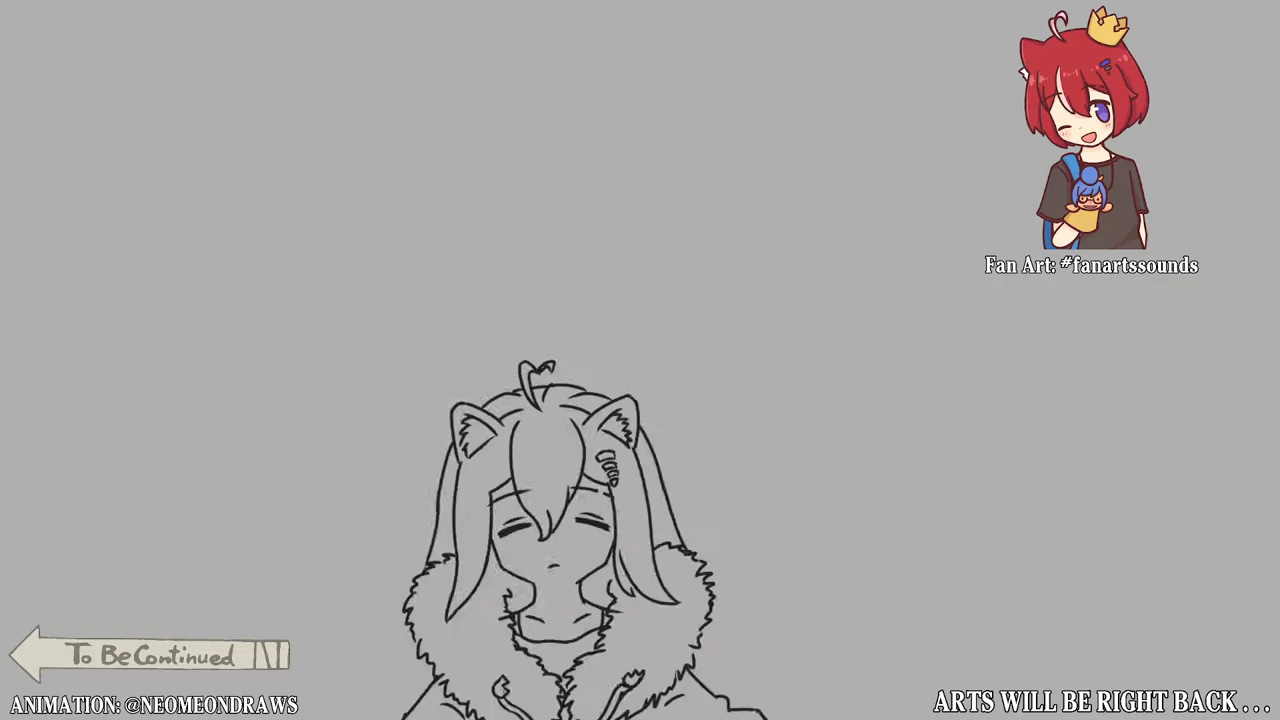 Fan Art: #fanartssounds
To Be Continued
ANIMATION: @NEOMEONDRAWS
ARTS WILL BE RIGHT BACK . . .